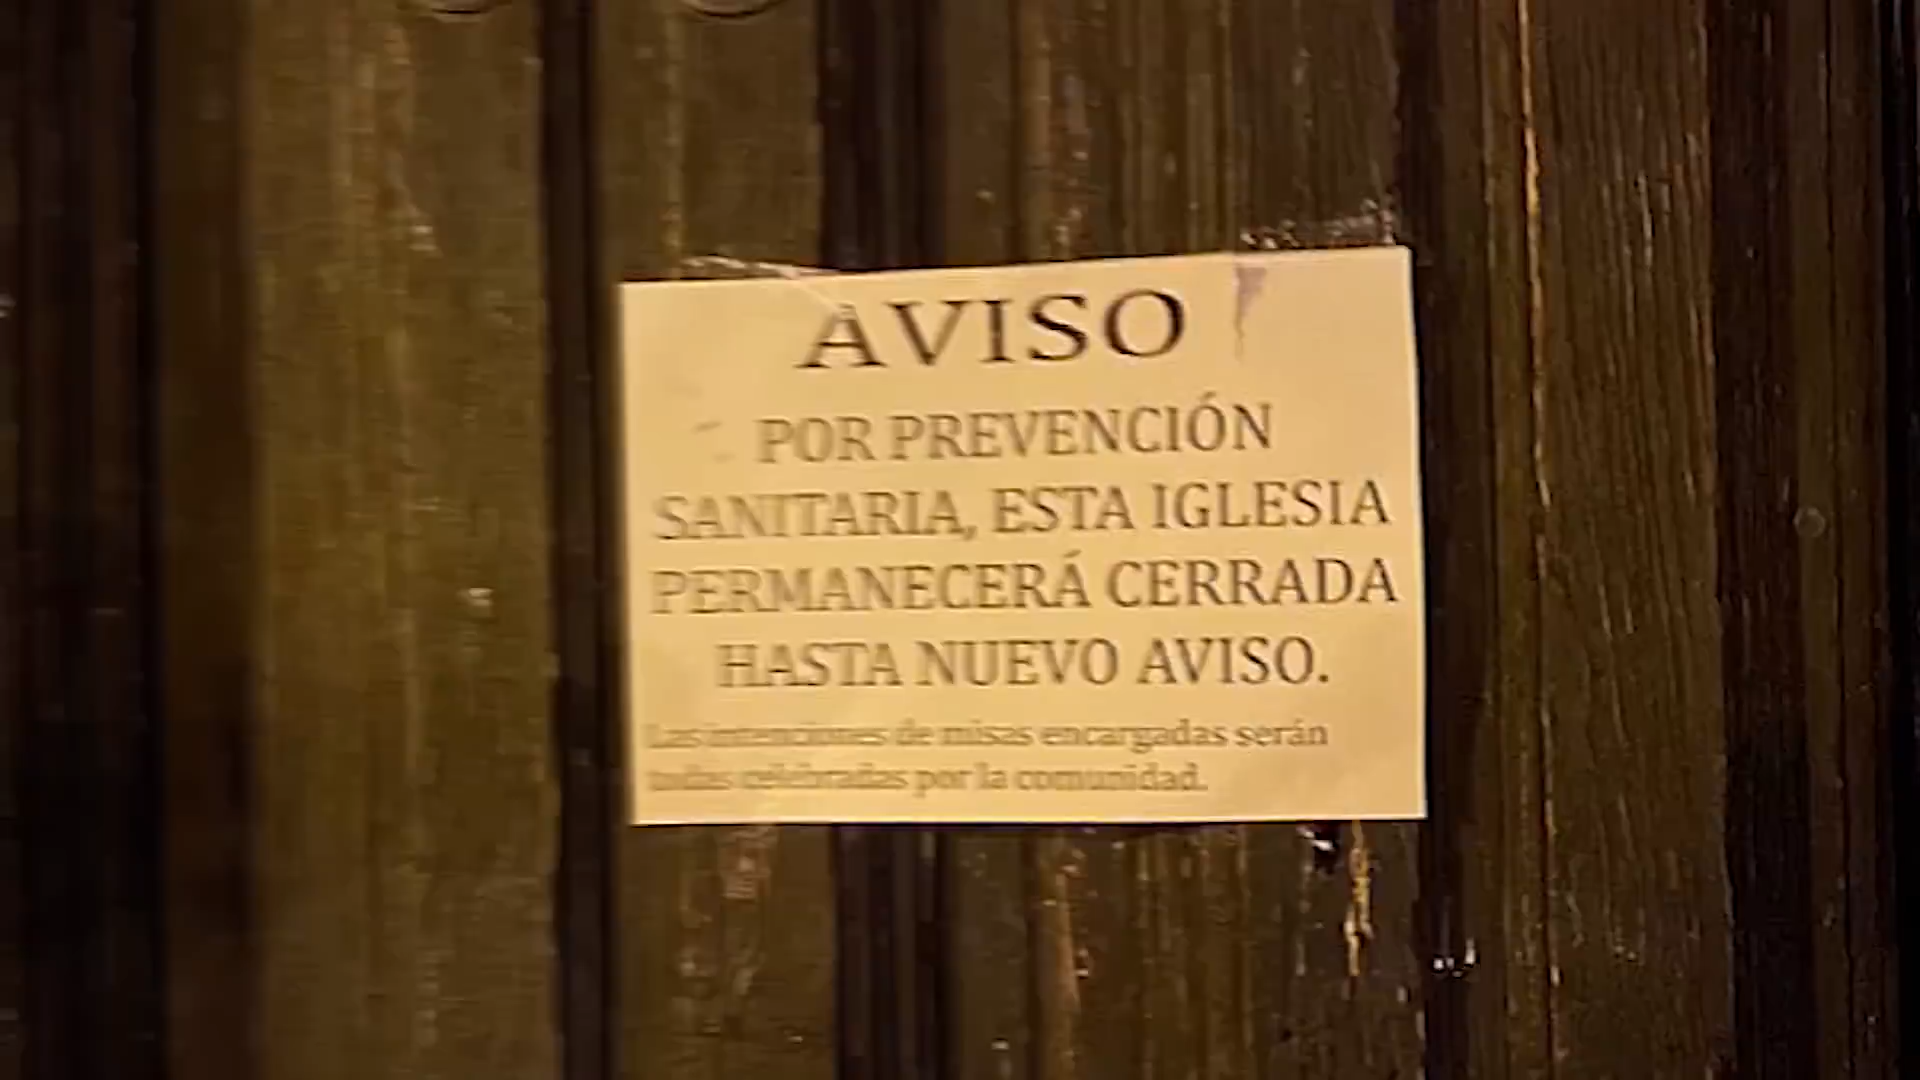 AVISO
POR PREVENCIÓN
SANITARIA, ESTA IGLESIA
PERMANECERÁ CERRADA
HASTA NUEVO AVISO.
Las intenciones de misas encargadas serán
todas celebradas por la comunidad.